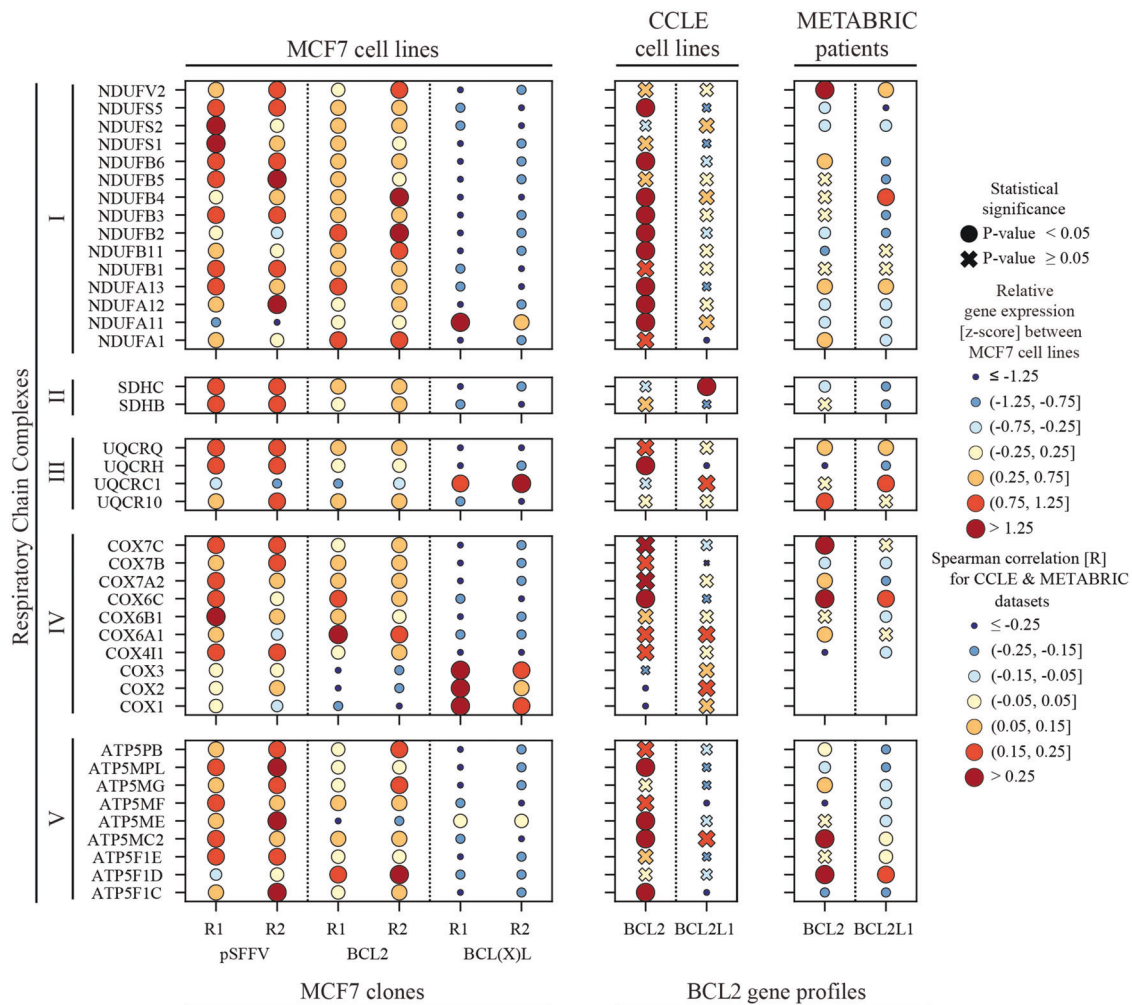 MCF7 cell lines
CCLE
cell lines
METABRIC
patients
Respiratory Chain Complexes
I
NDUFV2
NDUFS5
NDUFS2
NDUFS1
NDUFB6
NDUFB5
NDUFB4
NDUFB3
NDUFB2
NDUFB11
NDUFB1
NDUFA13
NDUFA12
NDUFA11
NDUFA1
II
SDHC
SDHB
III
UQCRQ
UQCRH
UQCRC1
UQCR10
IV
COX7C
COX7B
COX7A2
COX6C
COX6B1
COX6A1
COX4I1
COX3
COX2
COX1
V
ATP5PB
ATP5MPL
ATP5MG
ATP5MF
ATP5ME
ATP5MC2
ATP5F1E
ATP5F1D
ATP5F1C
R1 R2 R1 R2 R1 R2
pSFFV BCL2 BCL(X)L
MCF7 clones
BCL2 BCL2L1
BCL2 BCL2L1
BCL2 gene profiles
Statistical
significance
P-value < 0.05
P-value ≥ 0.05
Relative
gene expression
[z-score] between
MCF7 cell lines
≤ -1.25
(-1.25, -0.75]
(-0.75, -0.25]
(-0.25, 0.25]
(0.25, 0.75]
(0.75, 1.25]
> 1.25
Spearman correlation [R]
for CCLE & METABRIC
datasets
≤ -0.25
(-0.25, -0.15]
(-0.15, -0.05]
(-0.05, 0.05]
(0.05, 0.15]
(0.15, 0.25]
> 0.25